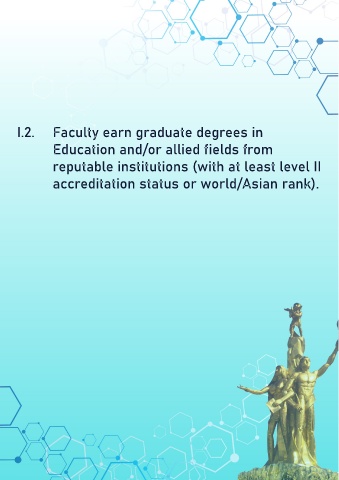 I.2. Faculty earn graduate degrees in
Education and/or allied fields from
reputable institutions (with at least level II
accreditation status or world/Asian rank).